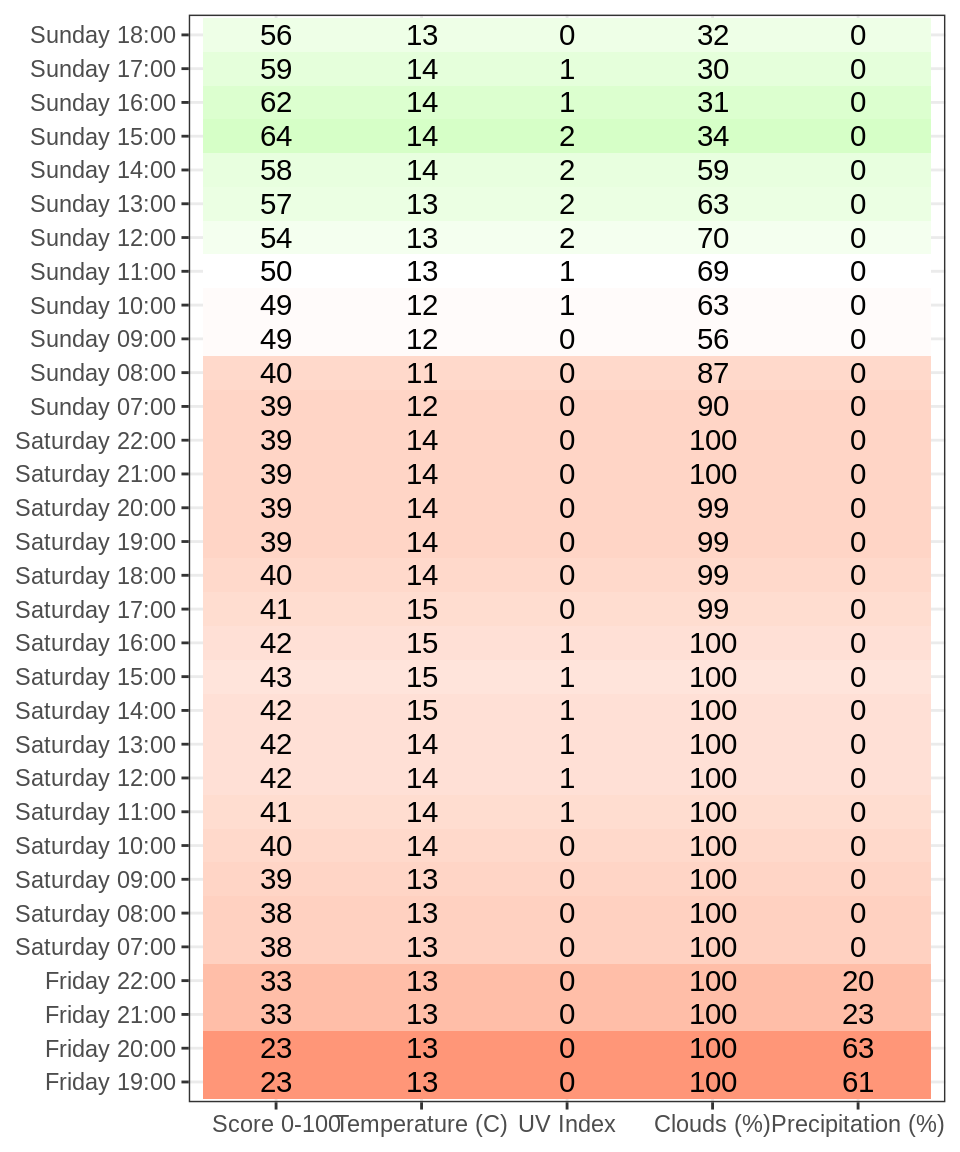 Sunday 18:00 56 13 0 32 0
Sunday 17:00 59 14 1 30 0
Sunday 16:00 62 14 1 31 0
Sunday 15:00 64 14 2 34 0
Sunday 14:00 58 14 2 59 0
Sunday 13:00 57 13 2 63 0
Sunday 12:00 54 13 2 70 0
Sunday 11:00 50 13 1 69 0
Sunday 10:00 49 12 1 63 0
Sunday 09:00 49 12 0 56 0
Sunday 08:00 40 11 0 87 0
Sunday 07:00 39 12 0 90 0
Saturday 22:00 39 14 0 100 0
Saturday 21:00 39 14 0 100 0
Saturday 20:00 39 14 0 99 0
Saturday 19:00 39 14 0 99 0
Saturday 18:00 40 14 0 99 0
Saturday 17:00 41 15 0 99 0
Saturday 16:00 42 15 1 100 0
Saturday 15:00 43 15 1 100 0
Saturday 14:00 42 15 1 100 0
Saturday 13:00 42 14 1 100 0
Saturday 12:00 42 14 1 100 0
Saturday 11:00 41 14 1 100 0
Saturday 10:00 40 14 0 100 0
Saturday 09:00 39 13 0 100 0
Saturday 08:00 38 13 0 100 0
Saturday 07:00 38 13 0 100 0
Friday 22:00 33 13 0 100 20
Friday 21:00 33 13 0 100 23
Friday 20:00 23 13 0 100 63
Friday 19:00 23 13 0 100 61
Score 0-100 Temperature (C) UV Index Clouds (%) Precipitation (%)